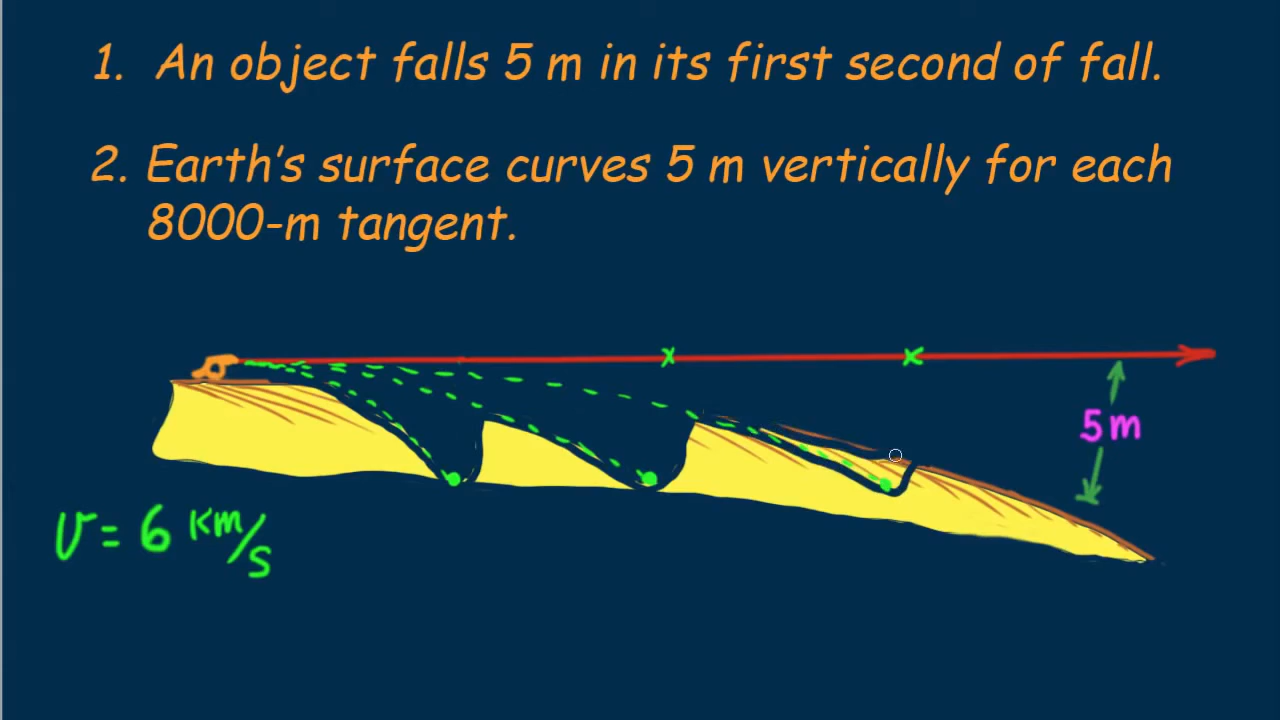 1. An object falls 5 m in its first second of fall.
2. Earth's surface curves 5 m vertically for each
8000-m tangent.
x x
5m
v = 6 km/s